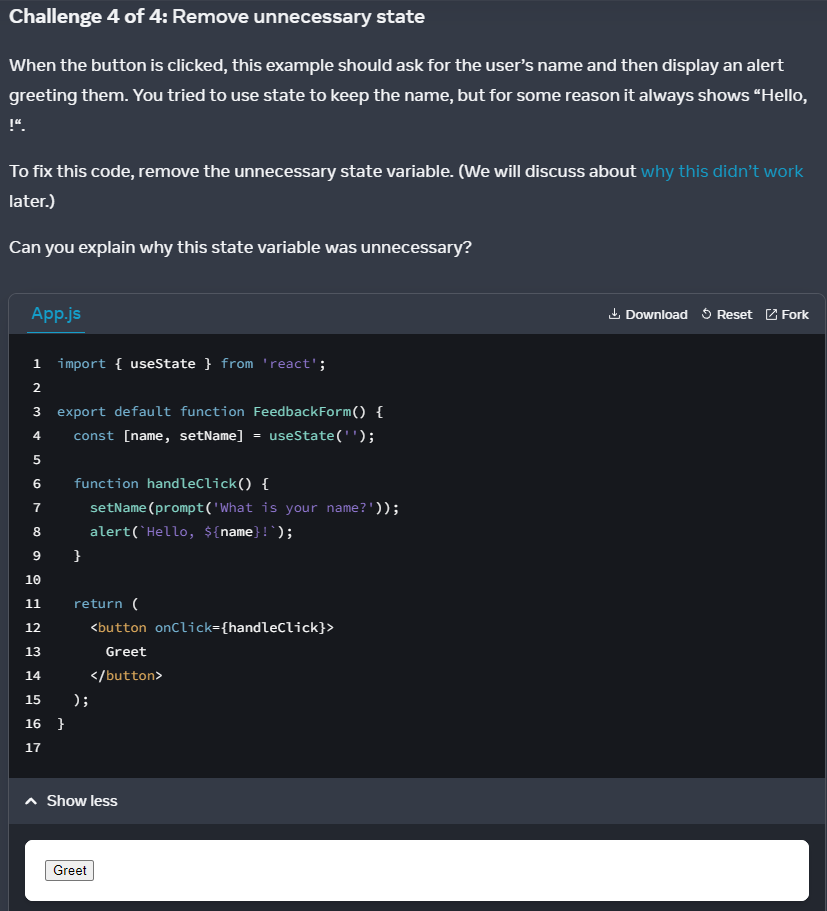 Challenge 4 of 4: Remove unnecessary state
When the button is clicked, this example should ask for the user's name and then display an alert
greeting them. You tried to use state to keep the name, but for some reason it always shows “Hello,
!“.
To fix this code, remove the unnecessary state variable. (We will discuss about why this didn't work
later.)
Can you explain why this state variable was unnecessary?
App.js Download Reset Fork
1 import { useState } from 'react';
2
3 export default function FeedbackForm() {
4   const [name, setName] = useState('');
5
6   function handleClick() {
7     setName(prompt('What is your name?'));
8     alert(`Hello, ${name}!`);
9   }
10
11   return (
12     <button onClick={handleClick}>
13       Greet
14     </button>
15   );
16 }
17
Show less
Greet